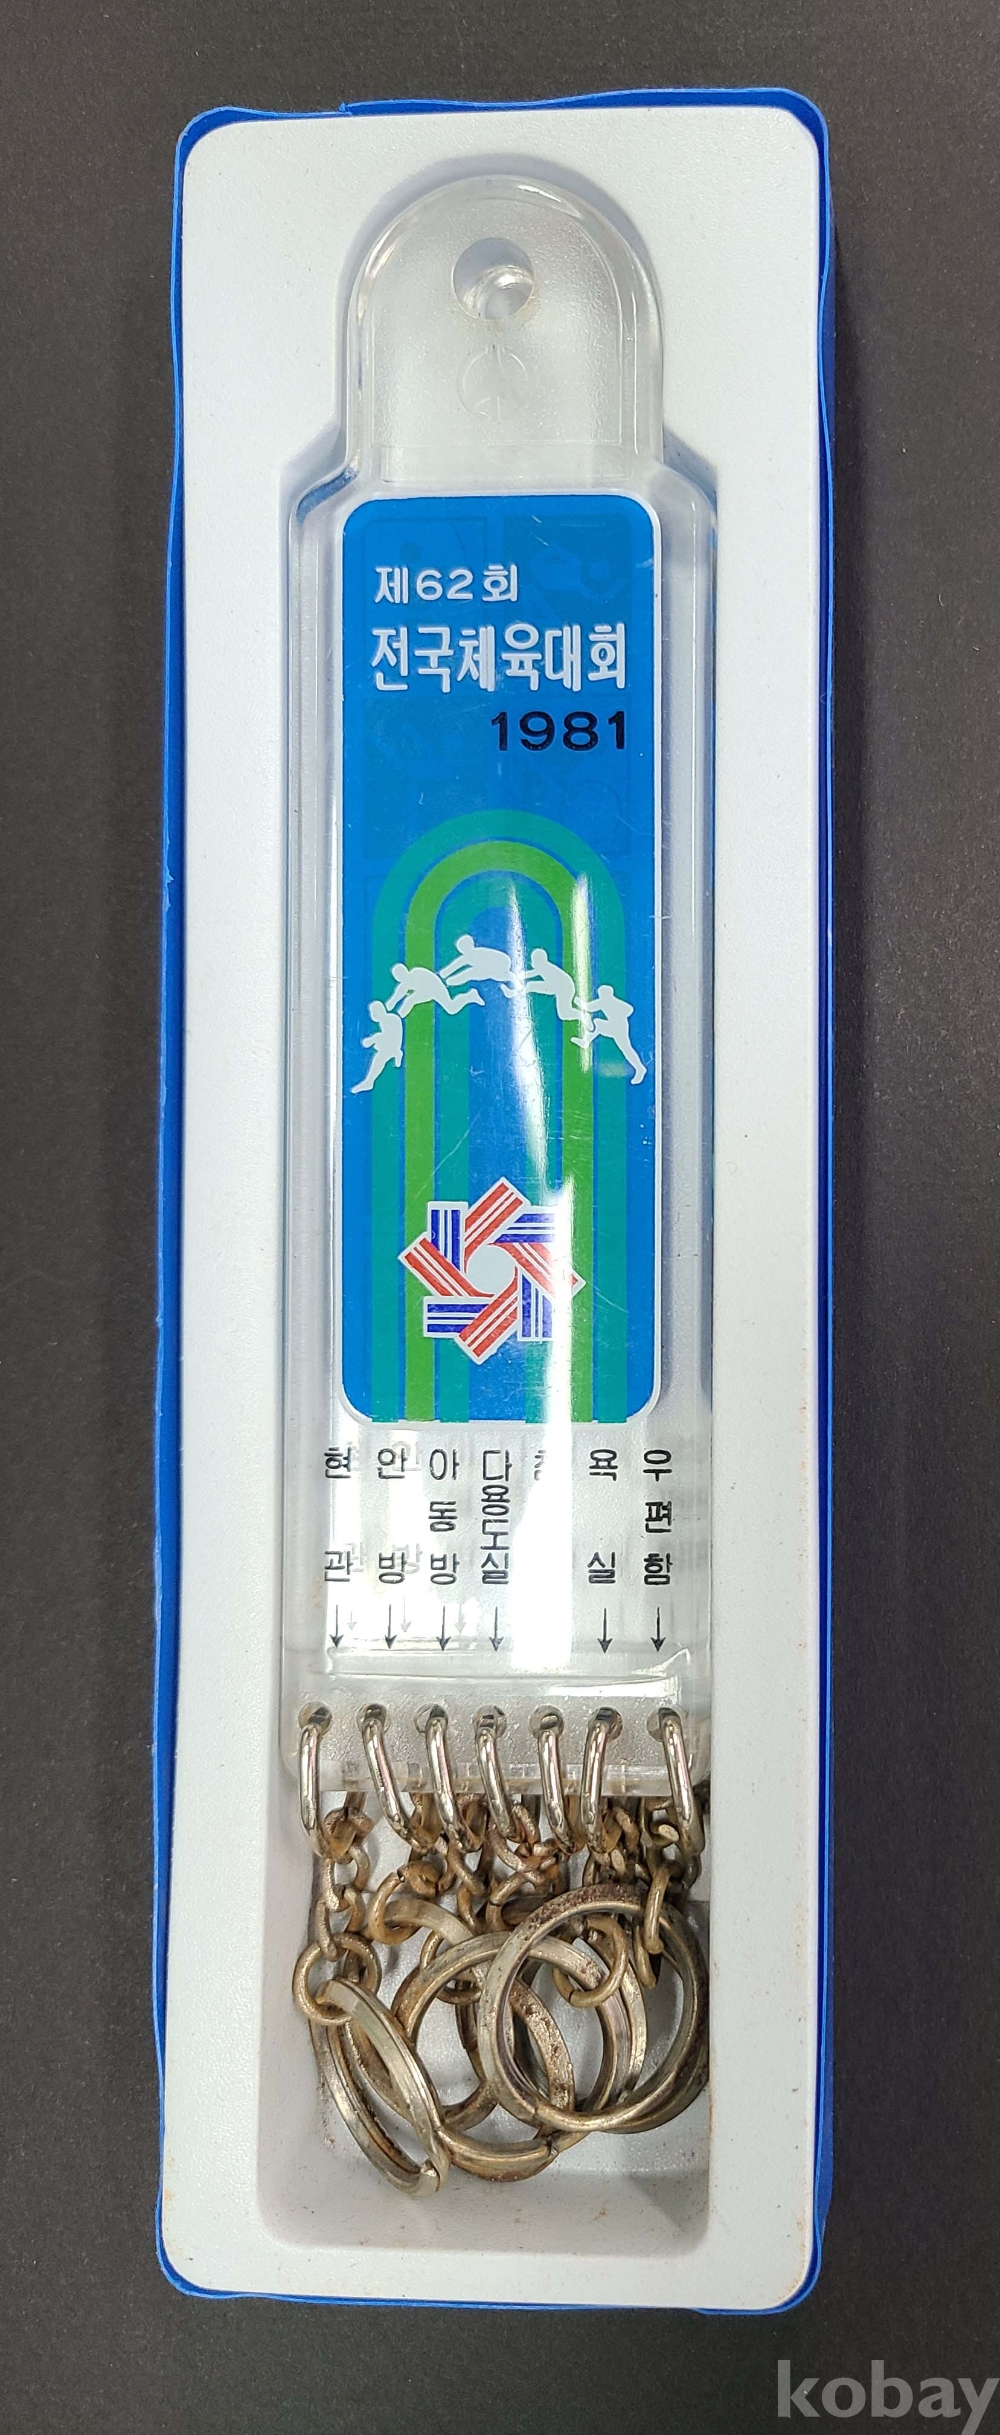 제62회
전국체육대회
1981
현관
안방
아동방
다용도실
욕실
우편함
kobay